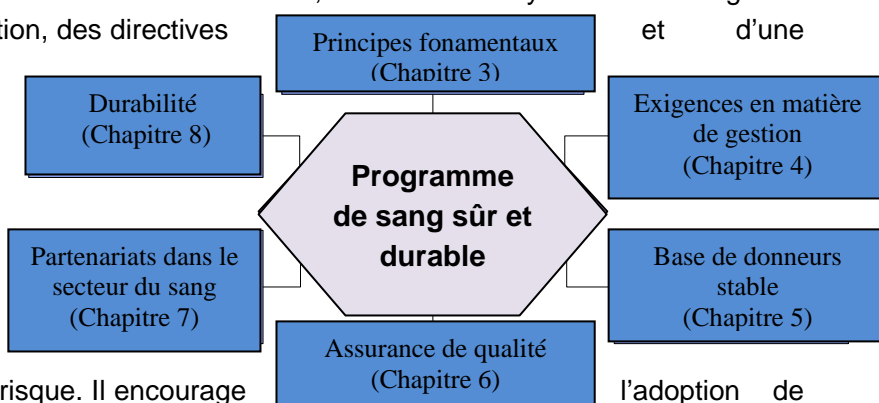 tion, des directives
et d'une
Principes fonamentaux
(Chapitre 3)
Durabilité
(Chapitre 8)
Exigences en matière
de gestion
(Chapitre 4)
Programme
de sang sûr et
durable
Partenariats dans le
secteur du sang
(Chapitre 7)
Base de donneurs
stable
(Chapitre 5)
Assurance de qualité
(Chapitre 6)
risque. Il encourage
l'adoption de